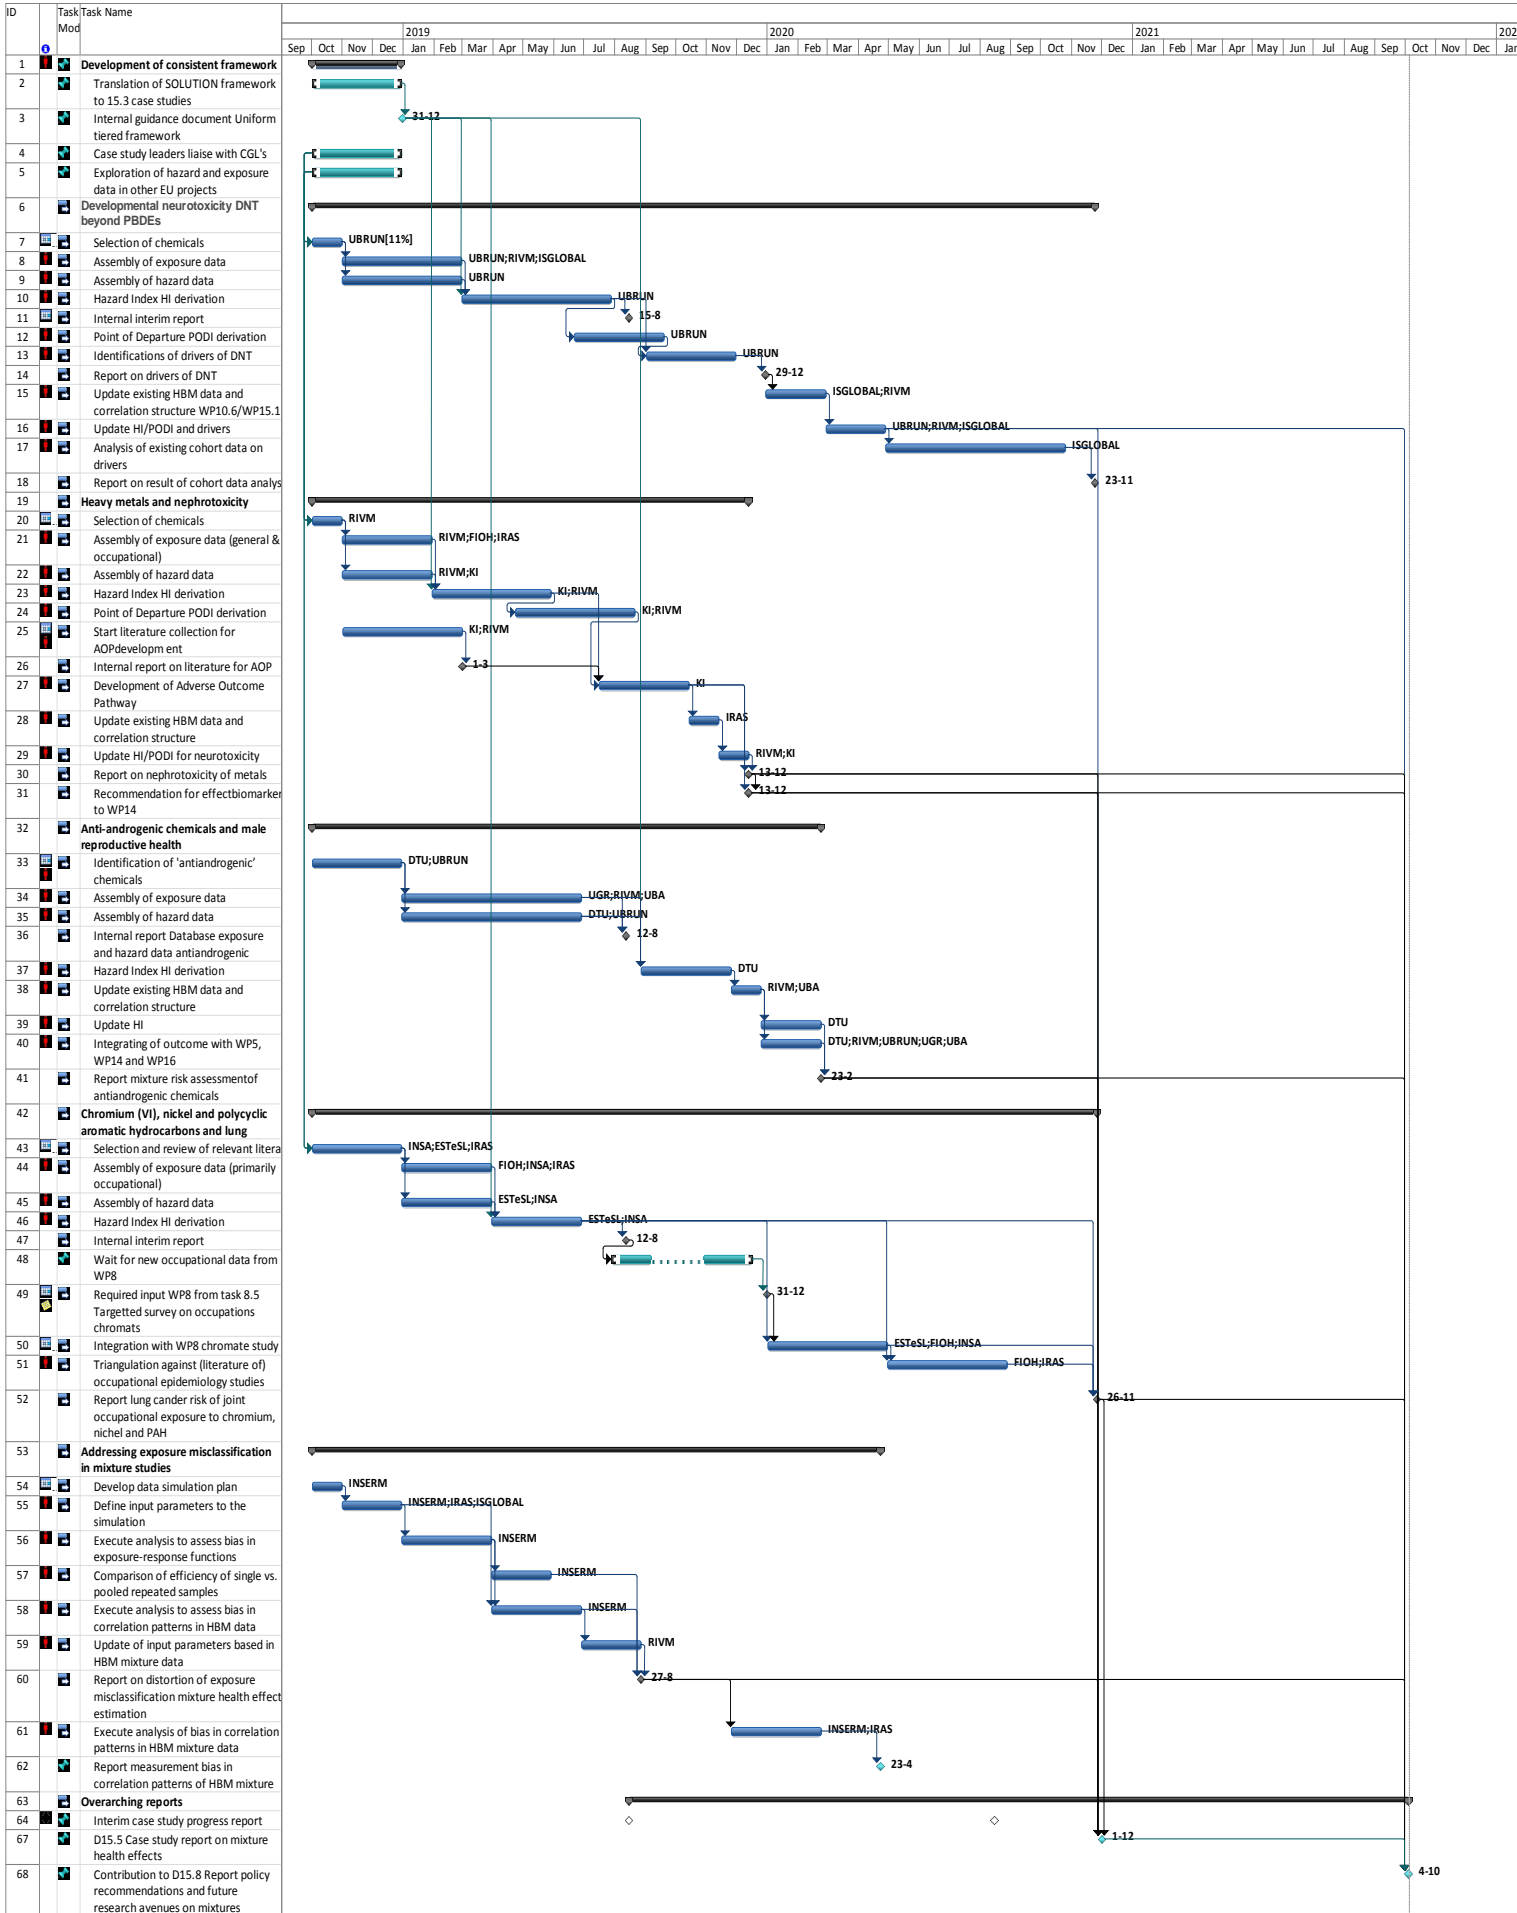 ID Task Task Name
Mod
2019 2020 2021 202
Sep Oct Nov Dec Jan Feb Mar Apr May Jun Jul Aug Sep Oct Nov Dec Jan Feb Mar Apr May Jun Jul Aug Sep Oct Nov Dec Jan Feb Mar Apr May Jun Jul Aug Sep Oct Nov Dec Jan
1 Development of consistent framework
2 Translation of SOLUTION framework
to 15.3 case studies
3 Internal guidance document Uniform 31-12
tiered framework
4 Case study leaders liaise with CGL's
5 Exploration of hazard and exposure
data in other EU projects
6 Developmental neurotoxicity DNT
beyond PBDEs
7 Selection of chemicals UBRUN[11%]
8 Assembly of exposure data UBRUN;RIVM;ISGLOBAL
9 Assembly of hazard data UBRUN
10 Hazard Index HI derivation UBRUN
11 Internal interim report 15-8
12 Point of Departure PODI derivation UBRUN
13 Identifications of drivers of DNT UBRUN
14 Report on drivers of DNT 29-12
15 Update existing HBM data and ISGLOBAL;RIVM
correlation structure WP10.6/WP15.1
16 Update HI/PODI and drivers UBRUN;RIVM;ISGLOBAL
17 Analysis of existing cohort data on ISGLOBAL
drivers
18 Report on result of cohort data analys 23-11
19 Heavy metals and nephrotoxicity
20 Selection of chemicals RIVM
21 Assembly of exposure data (general & RIVM;FIOH;IRAS
occupational)
22 Assembly of hazard data RIVM;KI
23 Hazard Index HI derivation KI;RIVM
24 Point of Departure PODI derivation KI;RIVM
25 Start literature collection for KI;RIVM
AOPdevelopm ent
26 Internal report on literature for AOP 1-3
27 Development of Adverse Outcome KI
Pathway
28 Update existing HBM data and IRAS
correlation structure
29 Update HI/PODI for neurotoxicity RIVM;KI
30 Report on nephrotoxicity of metals 13-12
31 Recommendation for effectbiomarker 13-12
to WP14
32 Anti-androgenic chemicals and male
reproductive health
33 Identification of 'antiandrogenic’ DTU;UBRUN
chemicals
34 Assembly of exposure data UGR;RIVM;UBA
35 Assembly of hazard data DTU;UBRUN
36 Internal report Database exposure 12-8
and hazard data antiandrogenic
37 Hazard Index HI derivation DTU
38 Update existing HBM data and RIVM;UBA
correlation structure
39 Update HI DTU
40 Integrating of outcome with WP5, DTU;RIVM;UBRUN;UGR;UBA
WP14 and WP16
41 Report mixture risk assessmentof 23-2
antiandrogenic chemicals
42 Chromium (VI), nickel and polycyclic
aromatic hydrocarbons and lung
43 Selection and review of relevant litera INSA;ESTeSL;IRAS
44 Assembly of exposure data (primarily FIOH;INSA;IRAS
occupational)
45 Assembly of hazard data ESTeSL;INSA
46 Hazard Index HI derivation ESTeSL;INSA
47 Internal interim report 12-8
48 Wait for new occupational data from
WP8
49 Required input WP8 from task 8.5 31-12
Targetted survey on occupations
chromats
50 Integration with WP8 chromate study ESTeSL;FIOH;INSA
51 Triangulation against (literature of) FIOH;IRAS
occupational epidemiology studies
52 Report lung cander risk of joint 26-11
occupational exposure to chromium,
nichel and PAH
53 Addressing exposure misclassification
in mixture studies
54 Develop data simulation plan INSERM
55 Define input parameters to the INSERM;IRAS;ISGLOBAL
simulation
56 Execute analysis to assess bias in INSERM
exposure-response functions
57 Comparison of efficiency of single vs. INSERM
pooled repeated samples
58 Execute analysis to assess bias in INSERM
correlation patterns in HBM data
59 Update of input parameters based in RIVM
HBM mixture data
60 Report on distortion of exposure 27-8
misclassification mixture health effect
estimation
61 Execute analysis of bias in correlation INSERM;IRAS
patterns in HBM mixture data
62 Report measurement bias in 23-4
correlation patterns of HBM mixture
63 Overarching reports
64 Interim case study progress report
67 D15.5 Case study report on mixture 1-12
health effects
68 Contribution to D15.8 Report policy 4-10
recommendations and future
research avenues on mixtures